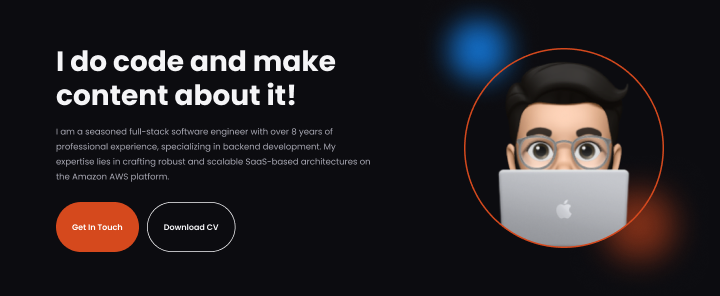 I do code and make
content about it!
I am a seasoned full-stack software engineer with over 8 years of
professional experience, specializing in backend development. My
expertise lies in crafting robust and scalable SaaS-based architectures on
the Amazon AWS platform.
Get In Touch
Download CV